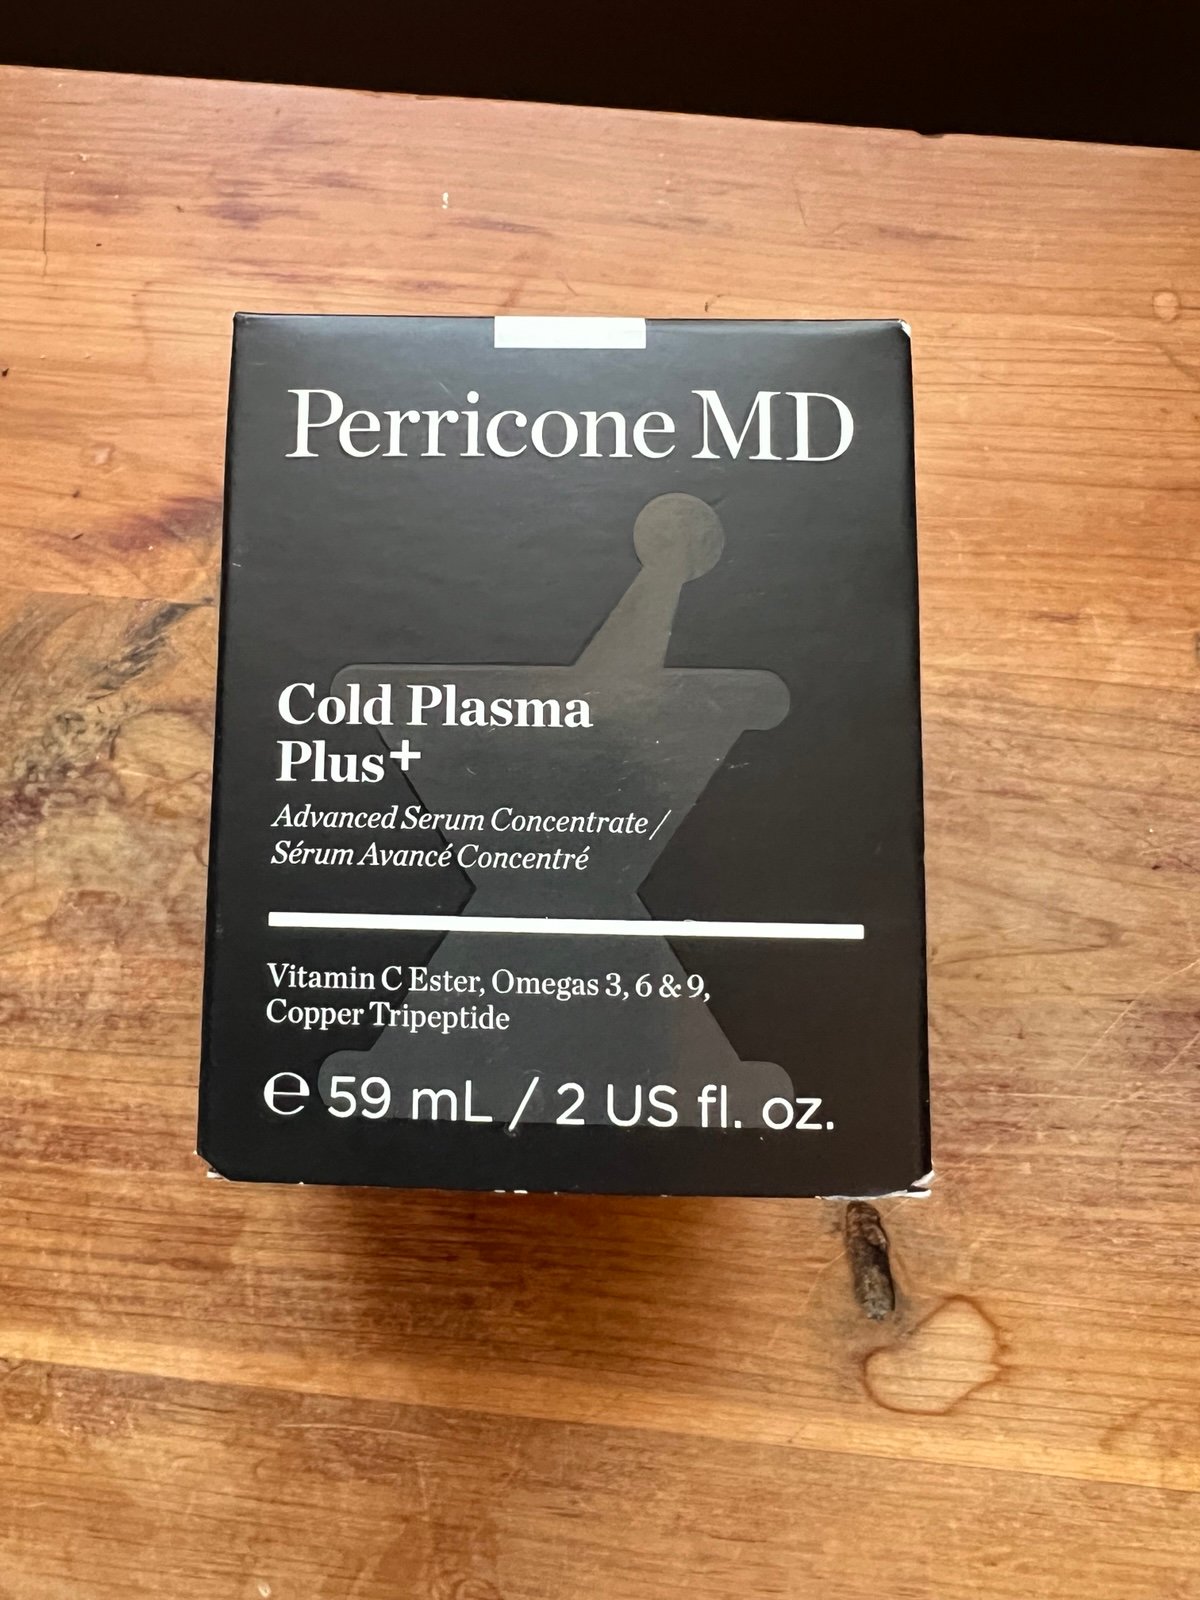 Perricone MD
Cold Plasma
Plus+
Advanced Serum Concentrate /
Sérum Avancé Concentré
Vitamin C Ester, Omegas 3, 6 & 9,
Copper Tripeptide
℮ 59 mL / 2 US fl. oz.